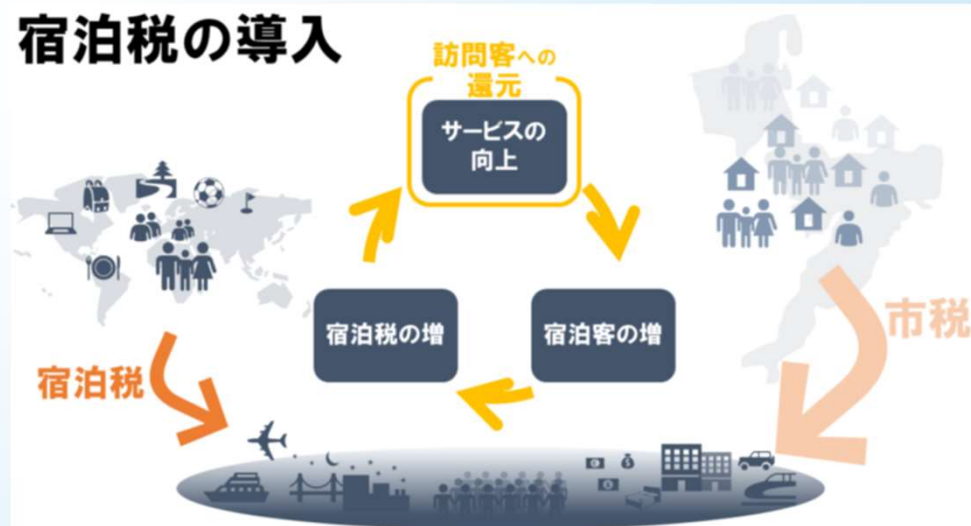 宿泊税の導入
訪問客への
還元
サービスの
向上
宿泊税の増
宿泊客の増
宿泊税
市税